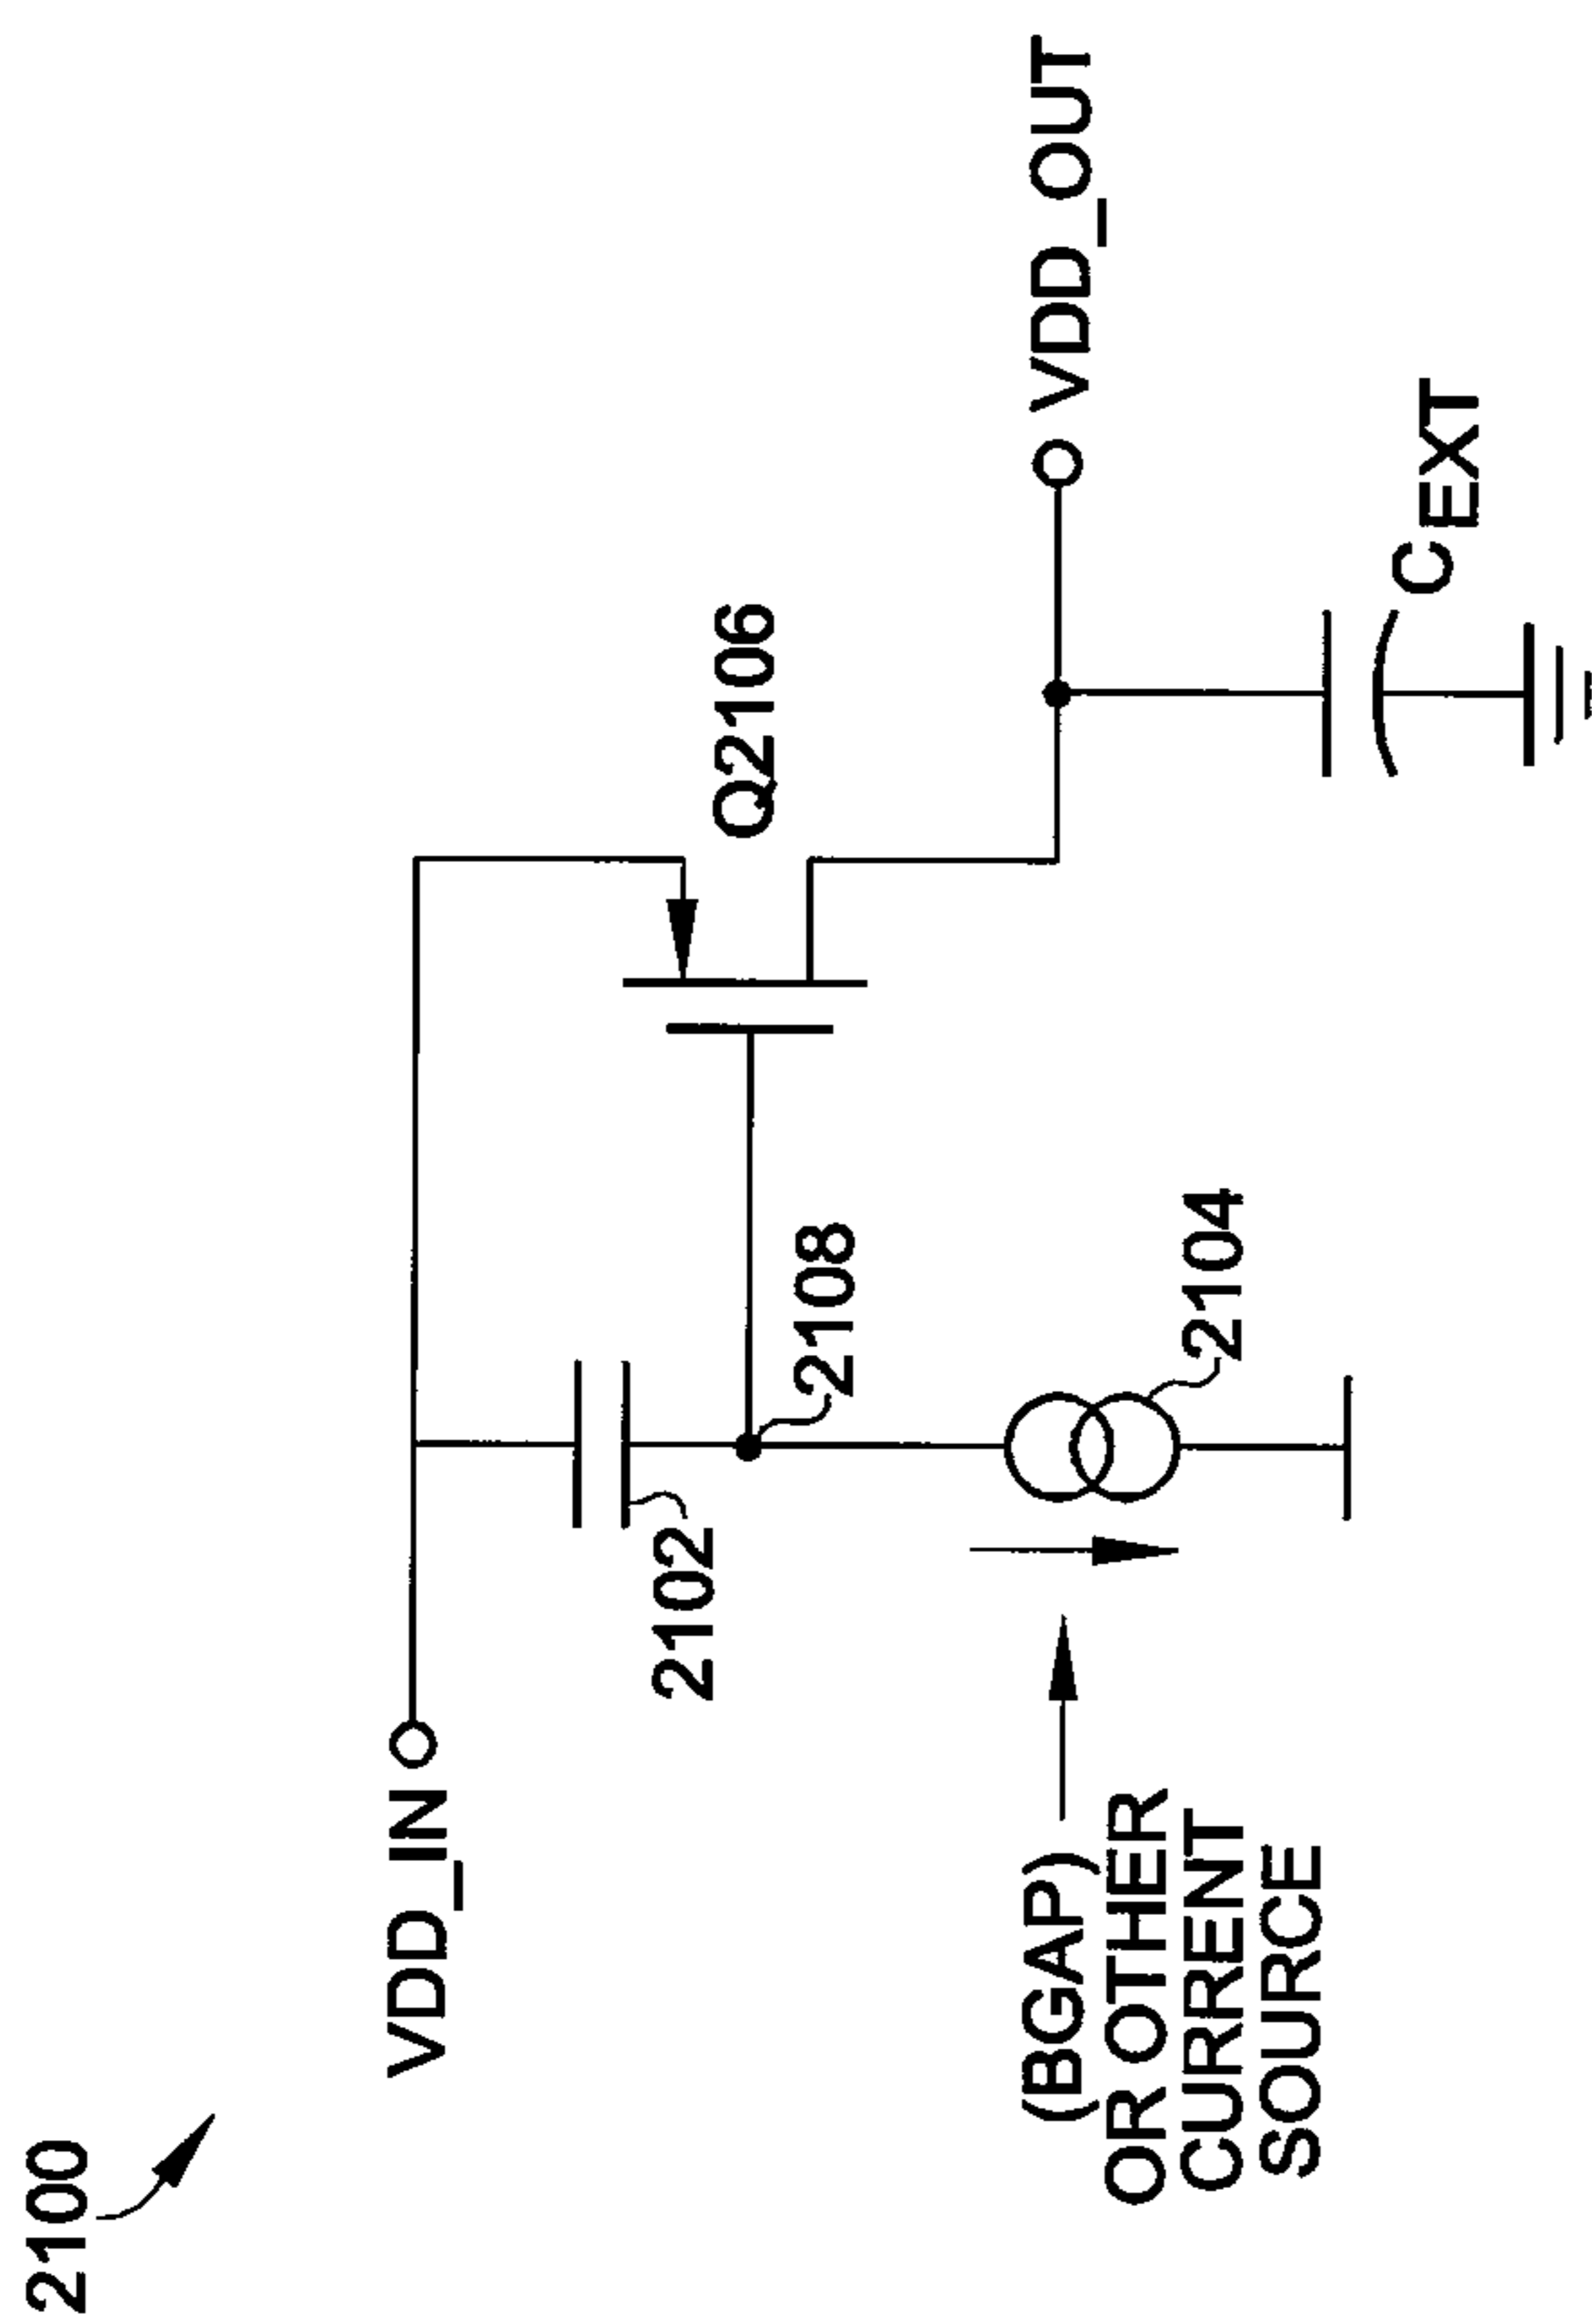 2100
VDD_IN
Q2106
2102
2108
VDD_OUT
(BGAP)
OR OTHER
CURRENT
SOURCE
2104
CEXT